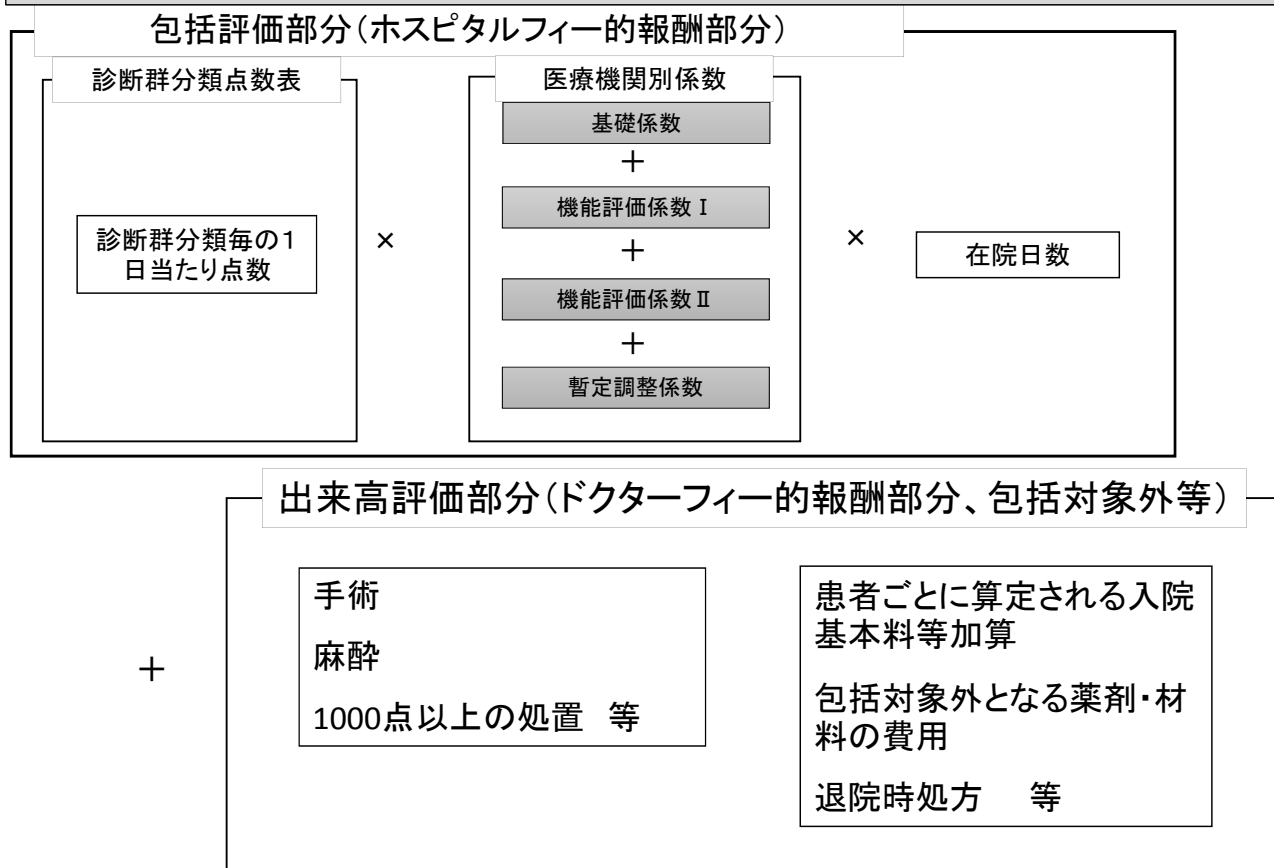 包括評価部分(ホスピタルフィー的報酬部分)
診断群分類点数表
診断群分類毎の1
日当たり点数
×
医療機関別係数
基礎係数
＋
機能評価係数Ⅰ
＋
機能評価係数Ⅱ
＋
暫定調整係数
×
在院日数
＋
出来高評価部分(ドクターフィー的報酬部分、包括対象外等)
手術
麻酔
1000点以上の処置 等
患者ごとに算定される入院
基本料等加算
包括対象外となる薬剤・材
料の費用
退院時処方 等